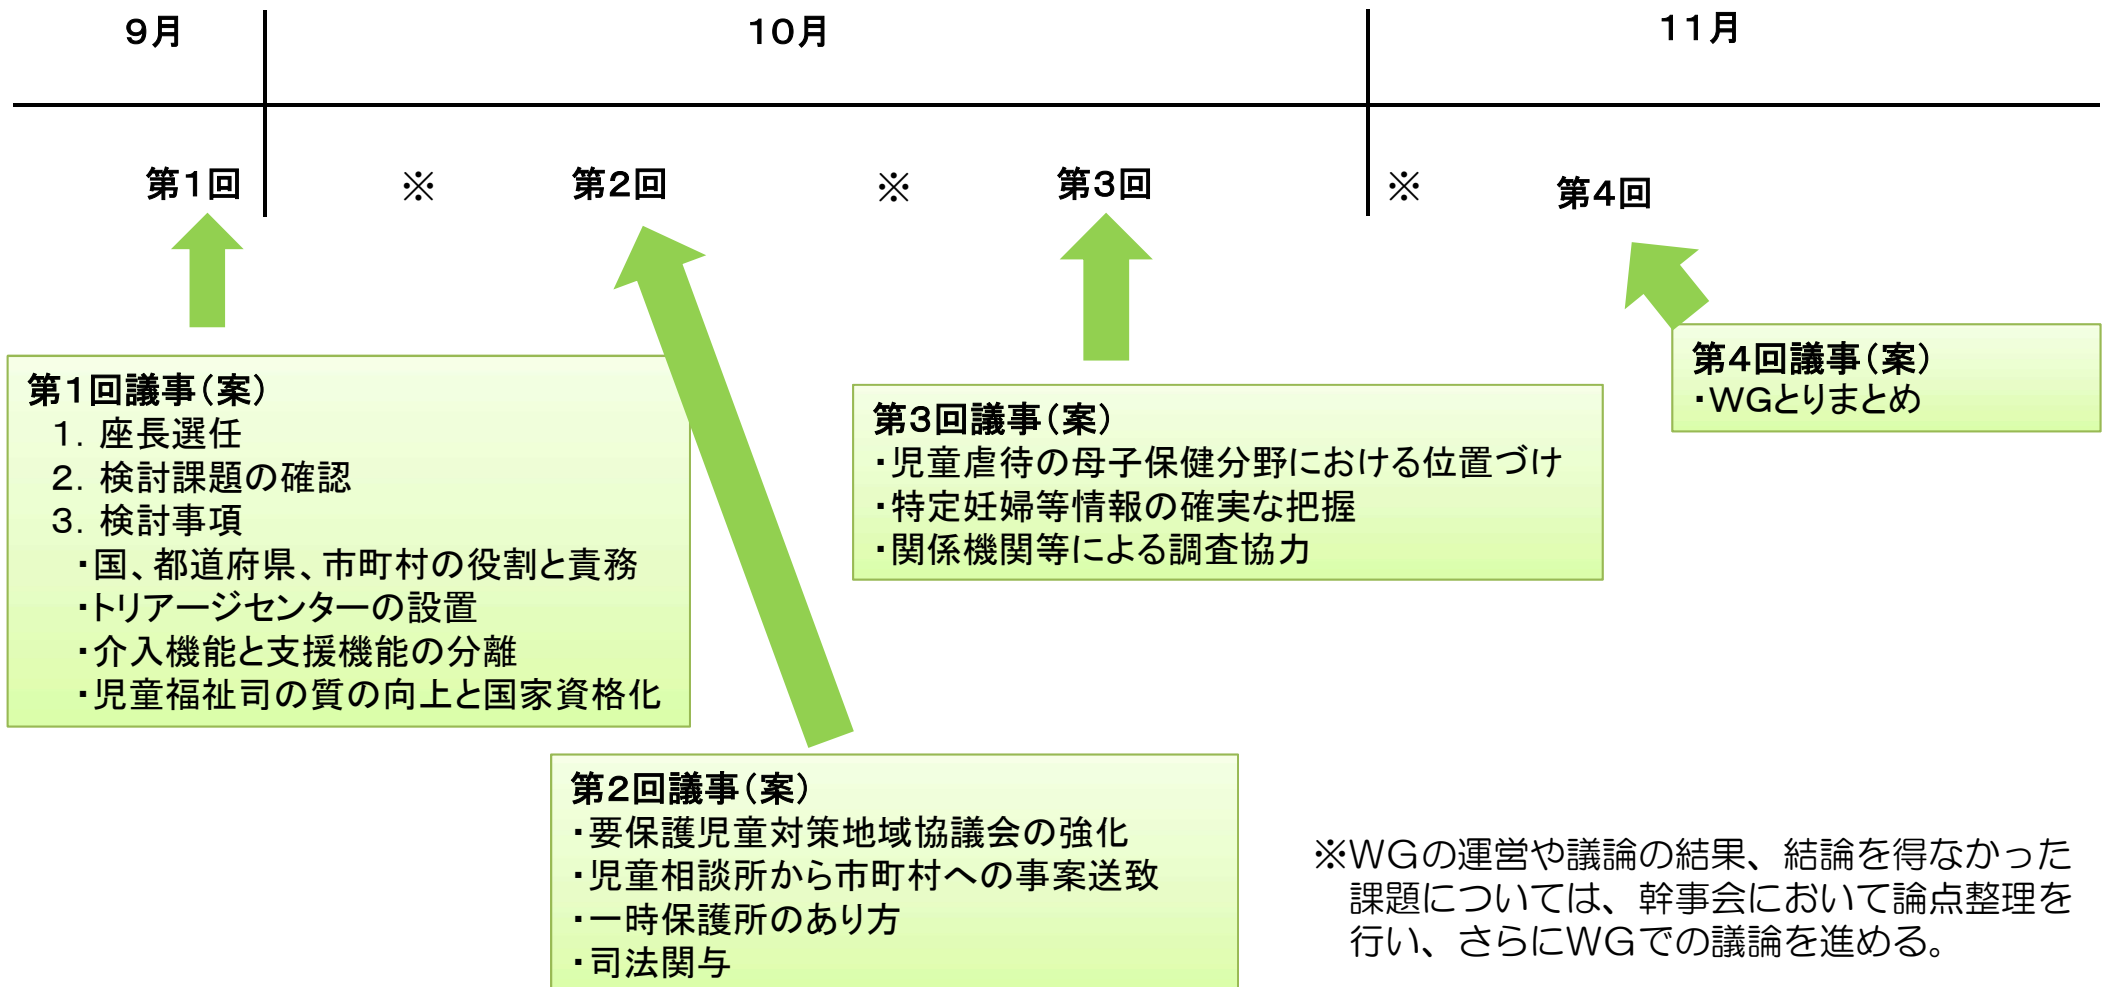 9月
10月
11月
第1回
※
第2回
※
第3回
※
第4回
第1回議事(案)
1. 座長選任
2. 検討課題の確認
3. 検討事項
・国、都道府県、市町村の役割と責務
・トリアージセンターの設置
・介入機能と支援機能の分離
・児童福祉司の質の向上と国家資格化
第2回議事(案)
・要保護児童対策地域協議会の強化
・児童相談所から市町村への事案送致
・一時保護所のあり方
・司法関与
第3回議事(案)
・児童虐待の母子保健分野における位置づけ
・特定妊婦等情報の確実な把握
・関係機関等による調査協力
第4回議事(案)
・WGとりまとめ
※WGの運営や議論の結果、結論を得なかった
課題については、幹事会において論点整理を
行い、さらにWGでの議論を進める。